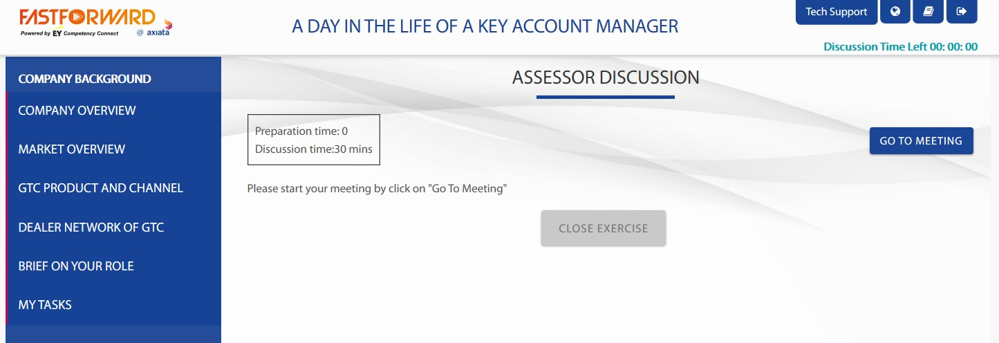 FASTFORWARD
Powered by EY Competency Connect @ axiata
A DAY IN THE LIFE OF A KEY ACCOUNT MANAGER
Tech Support
Discussion Time Left 00: 00: 00
COMPANY BACKGROUND
COMPANY OVERVIEW
MARKET OVERVIEW
GTC PRODUCT AND CHANNEL
DEALER NETWORK OF GTC
BRIEF ON YOUR ROLE
MY TASKS
ASSESSOR DISCUSSION
Preparation time: 0
Discussion time:30 mins
GO TO MEETING
Please start your meeting by click on "Go To Meeting"
CLOSE EXERCISE